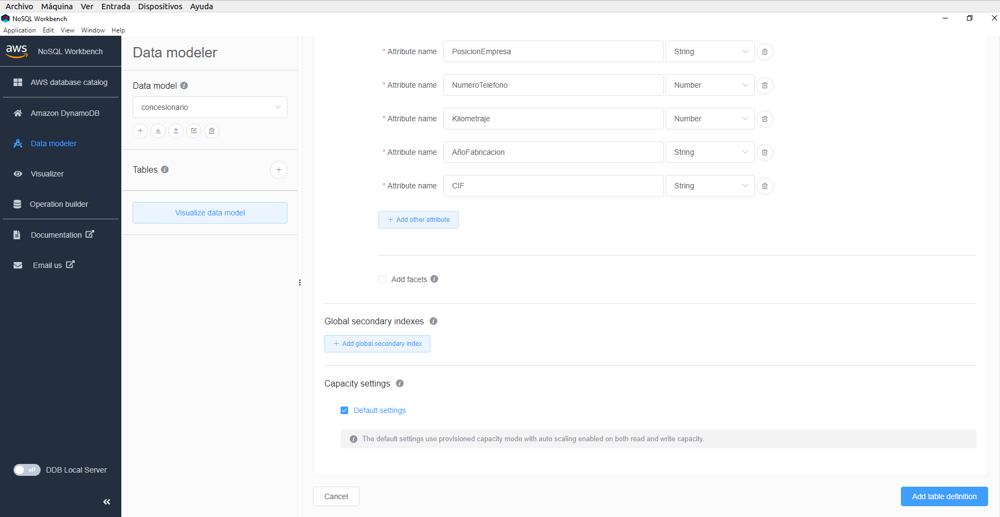 Archivo Máquina Ver Entrada Dispositivos Ayuda
NoSQL Workbench
Application Edit View Window Help
aws NoSQL Workbench
AWS database catalog
Amazon DynamoDB
Data modeler
Visualizer
Operation builder
Documentation
Email us
off DDB Local Server
Data modeler
Data model
concesionario
Tables
Visualize data model
* Attribute name PosicionEmpresa String
* Attribute name NumeroTelefono Number
* Attribute name Kilometraje Number
* Attribute name AñoFabricacion String
* Attribute name CIF String
+ Add other attribute
Add facets
Global secondary indexes
+ Add global secondary index
Capacity settings
Default settings
The default settings use provisioned capacity mode with auto scaling enabled on both read and write capacity.
Cancel
Add table definition